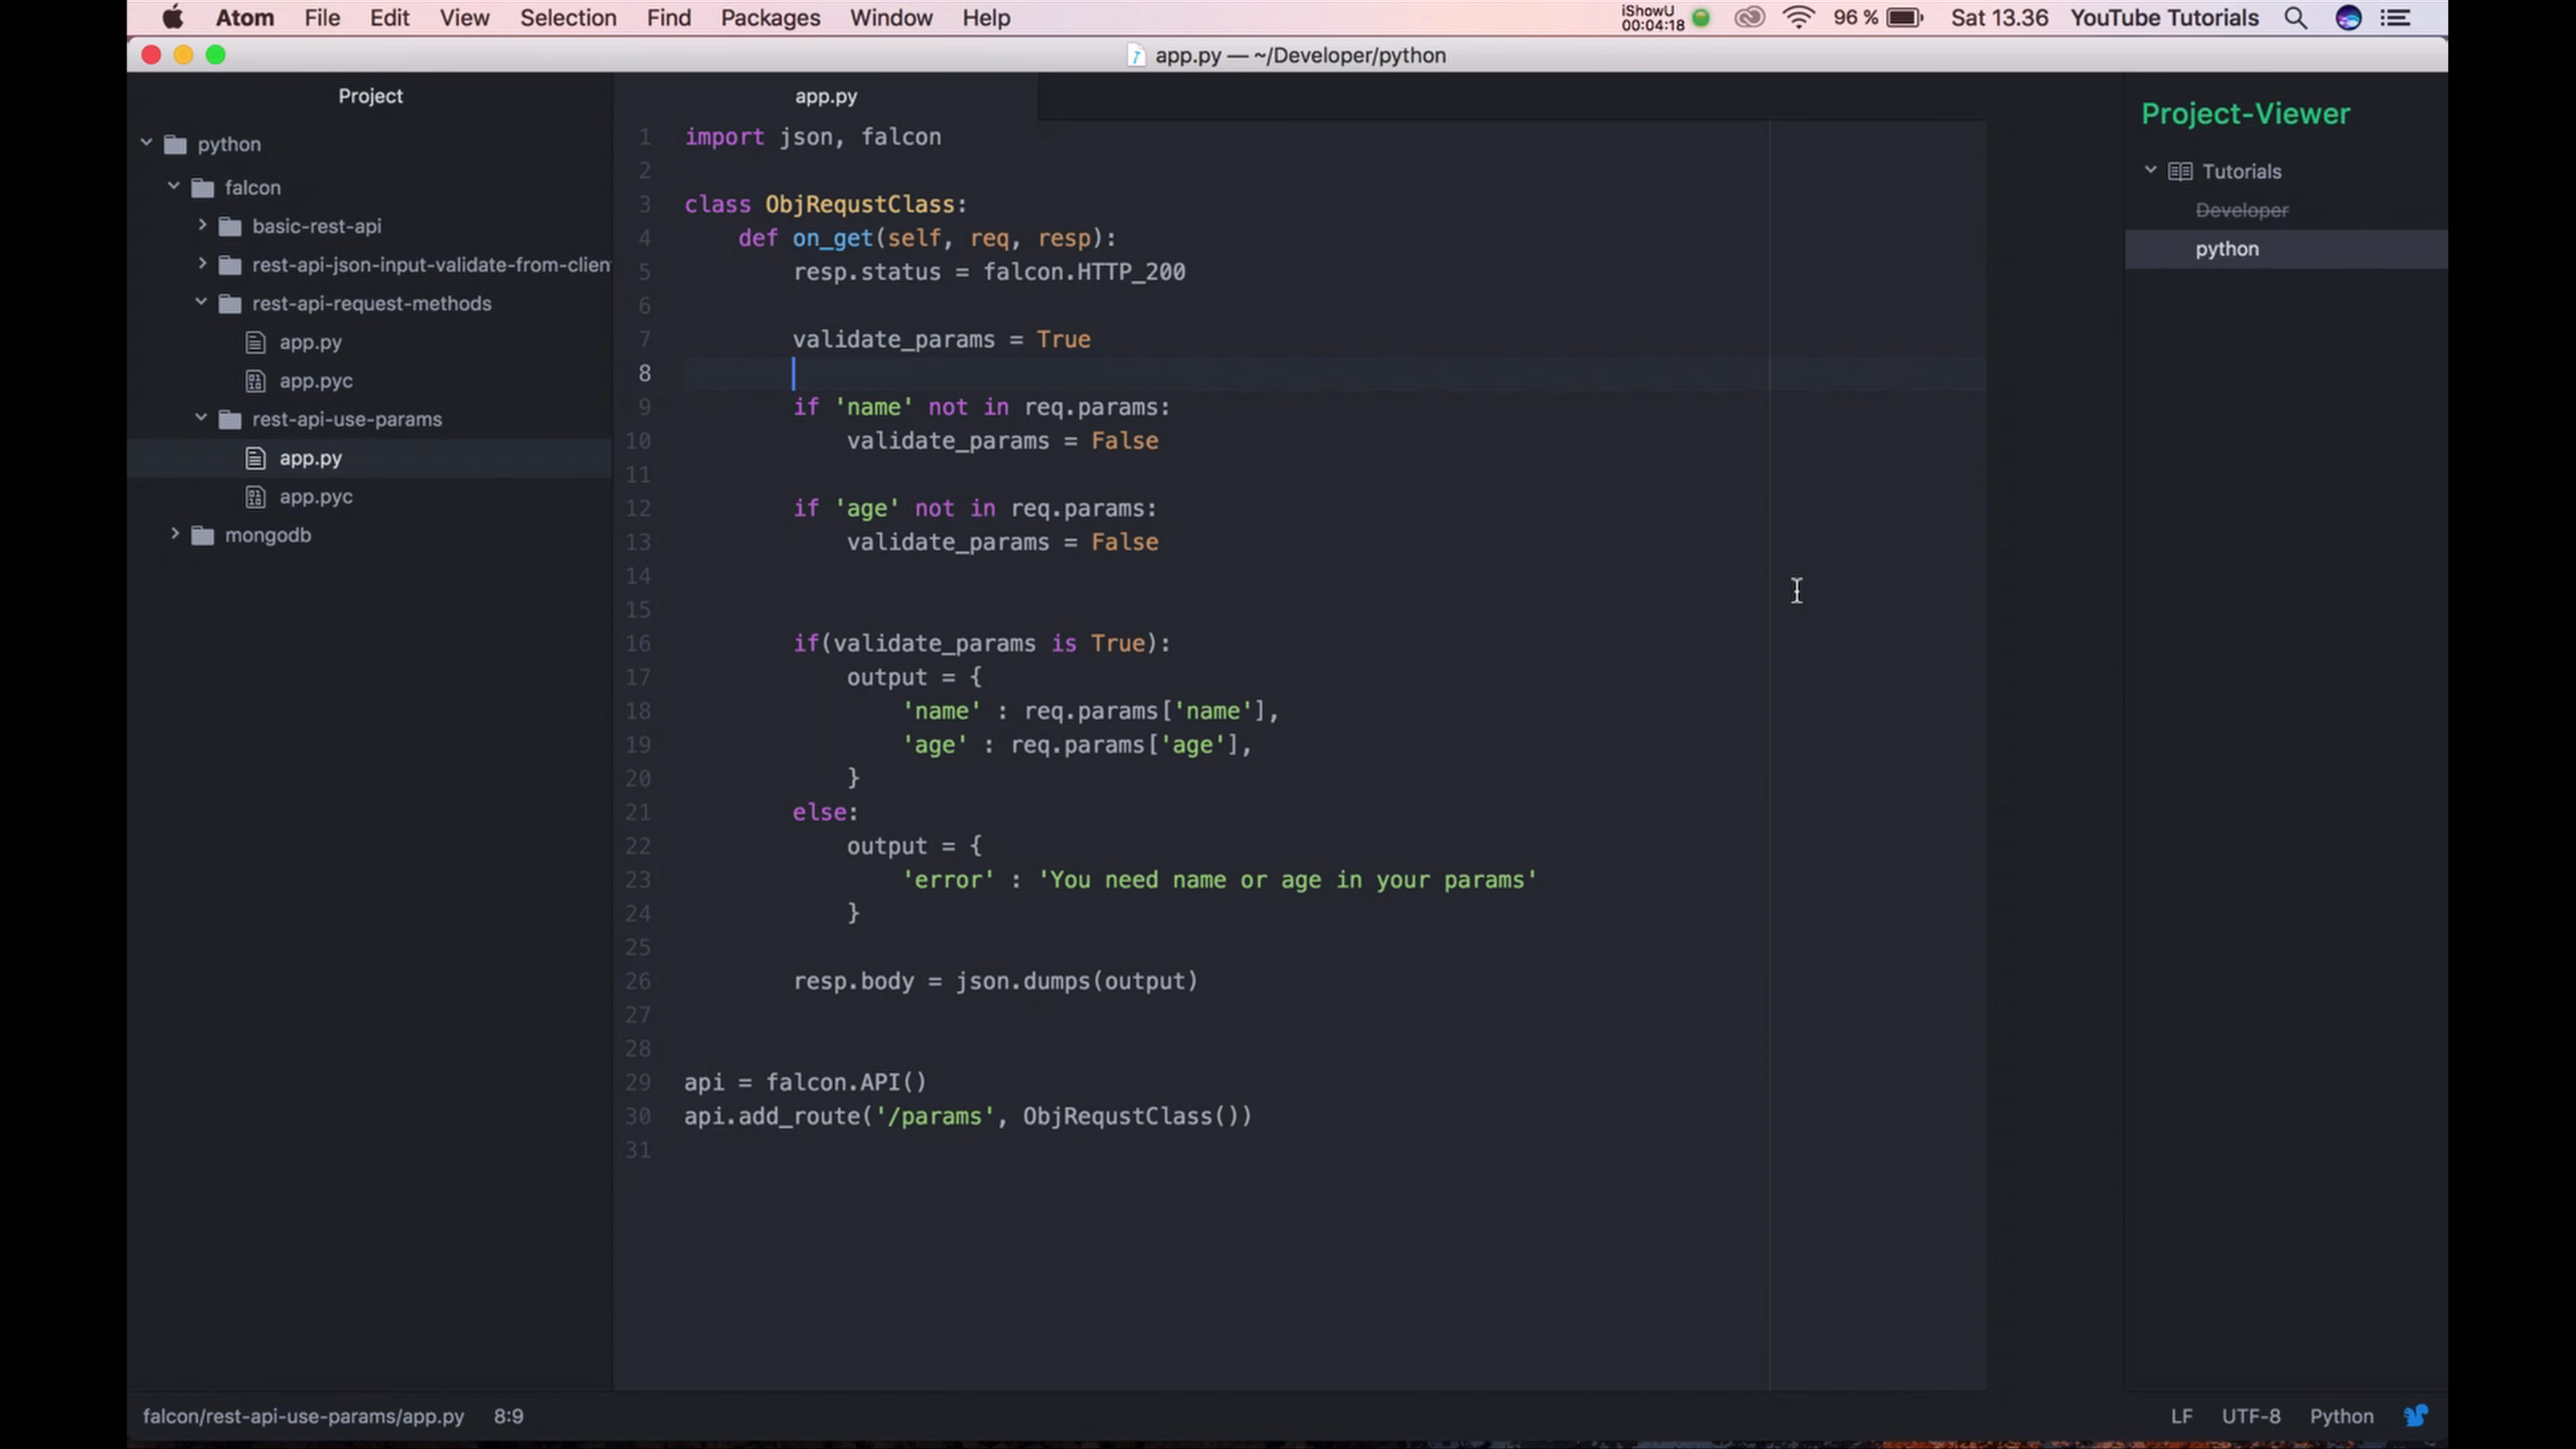 Atom File Edit View Selection Find Packages Window Help iShowU 00:04:18 96 % Sat 13.36 YouTube Tutorials
app.py — ~/Developer/python
Project
python
falcon
basic-rest-api
rest-api-json-input-validate-from-clien
rest-api-request-methods
app.py
app.pyc
rest-api-use-params
app.py
app.pyc
mongodb
app.py
1 import json, falcon
2
3 class ObjRequstClass:
4     def on_get(self, req, resp):
5         resp.status = falcon.HTTP_200
6
7         validate_params = True
8
9         if 'name' not in req.params:
10             validate_params = False
11
12         if 'age' not in req.params:
13             validate_params = False
14
15
16         if(validate_params is True):
17             output = {
18                 'name' : req.params['name'],
19                 'age' : req.params['age'],
20             }
21         else:
22             output = {
23                 'error' : 'You need name or age in your params'
24             }
25
26         resp.body = json.dumps(output)
27
28
29 api = falcon.API()
30 api.add_route('/params', ObjRequstClass())
31
Project-Viewer
Tutorials
Developer
python
falcon/rest-api-use-params/app.py 8:9 LF UTF-8 Python